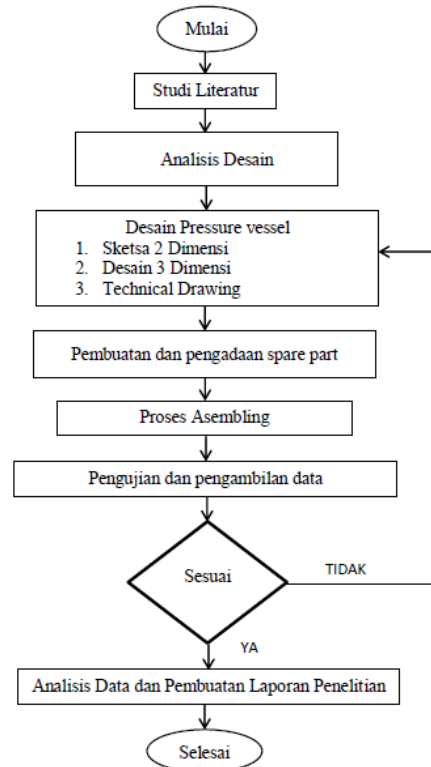 Mulai
Studi Literatur
Analisis Desain
Desain Pressure vessel
1. Sketsa 2 Dimensi
2. Desain 3 Dimensi
3. Technical Drawing
Pembuatan dan pengadaan spare part
Proses Asembling
Pengujian dan pengambilan data
Sesuai
TIDAK
YA
Analisis Data dan Pembuatan Laporan Penelitian
Selesai